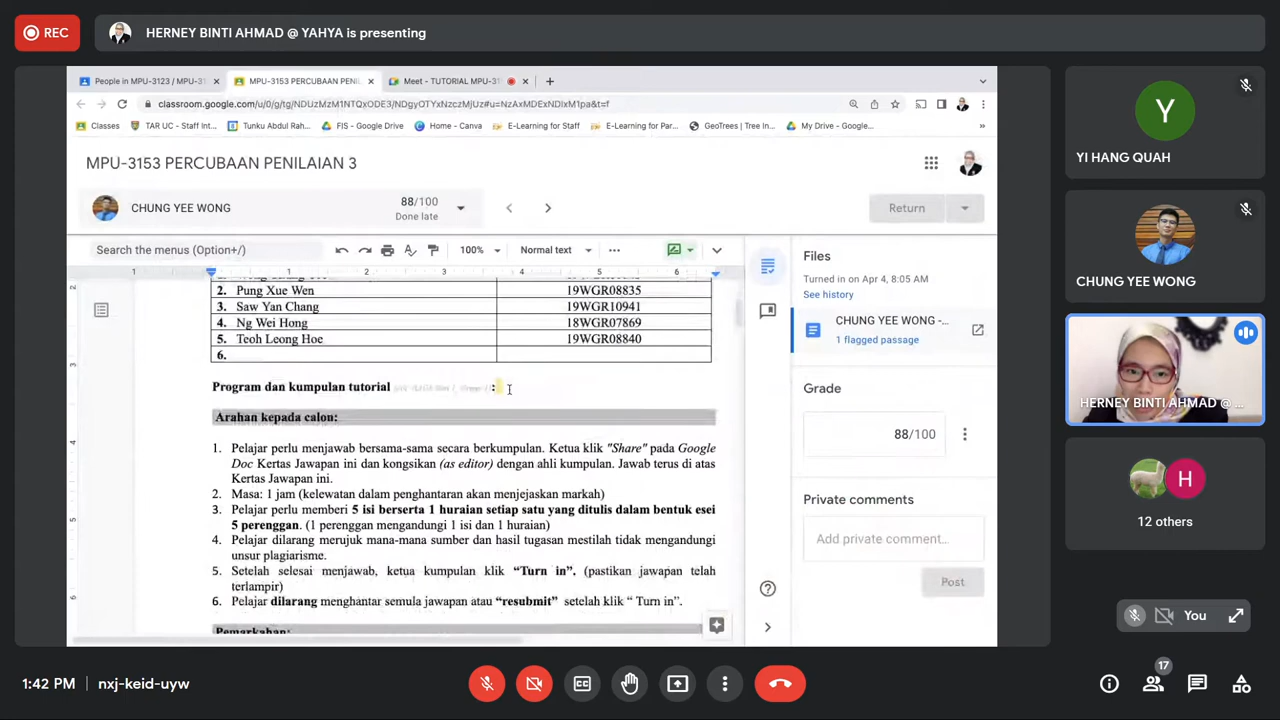 REC
HERNEY BINTI AHMAD @ YAHYA is presenting
People in MPU-3123 / MPU-31
MPU-3153 PERCUBAAN PENIL
Meet - TUTORIAL MPU-31
classroom.google.com/u/0/g/tg/NDUzMzM1NTQxODE3/NDgyOTYxNzczMjUz#u=NzAxMDExNDIxM1pa&t=f
Classes
TAR UC - Staff Int...
Tunku Abdul Rah...
FIS - Google Drive
Home - Canva
E-Learning for Staff
E-Learning for Par...
GeoTrees | Tree In...
My Drive - Google...
MPU-3153 PERCUBAAN PENILAIAN 3
CHUNG YEE WONG
88/100
Done late
Return
Search the menus (Option+/)
100%
Normal text
2. Pung Xue Wen 19WGR08835
3. Saw Yan Chang 19WGR10941
4. Ng Wei Hong 18WGR07869
5. Teoh Leong Hoe 19WGR08840
6.
Program dan kumpulan tutorial :
Arahan kepada calon:
1. Pelajar perlu menjawab bersama-sama secara berkumpulan. Ketua klik "Share" pada Google
Doc Kertas Jawapan ini dan kongsikan (as editor) dengan ahli kumpulan. Jawab terus di atas
Kertas Jawapan ini.
2. Masa: 1 jam (kelewatan dalam penghantaran akan menjejaskan markah)
3. Pelajar perlu memberi 5 isi berserta 1 huraian setiap satu yang ditulis dalam bentuk esei
5 perenggan. (1 perenggan mengandungi 1 isi dan 1 huraian)
4. Pelajar dilarang merujuk mana-mana sumber dan hasil tugasan mestilah tidak mengandungi
unsur plagiarisme.
5. Setelah selesai menjawab, ketua kumpulan klik “Turn in”. (pastikan jawapan telah
terlampir)
6. Pelajar dilarang menghantar semula jawapan atau “resubmit” setelah klik “ Turn in”.
Pemarkahan:
Files
Turned in on Apr 4, 8:05 AM
See history
CHUNG YEE WONG -...
1 flagged passage
Grade
88/100
Private comments
Add private comment...
Post
Y
YI HANG QUAH
CHUNG YEE WONG
HERNEY BINTI AHMAD @ ...
H
12 others
You
1:42 PM
nxj-keid-uyw
CC
17